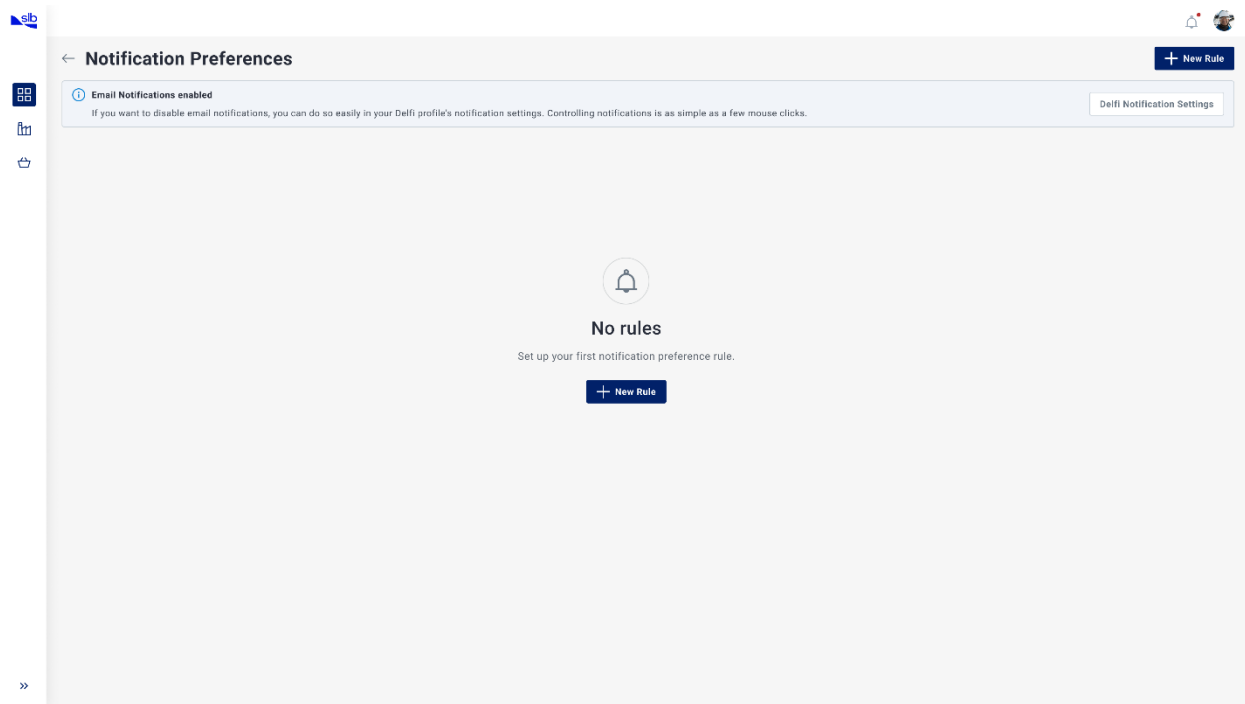 slb
Notification Preferences
New Rule
Email Notifications enabled
If you want to disable email notifications, you can do so easily in your Delfi profile's notification settings. Controlling notifications is as simple as a few mouse clicks.
Delfi Notification Settings
No rules
Set up your first notification preference rule.
New Rule